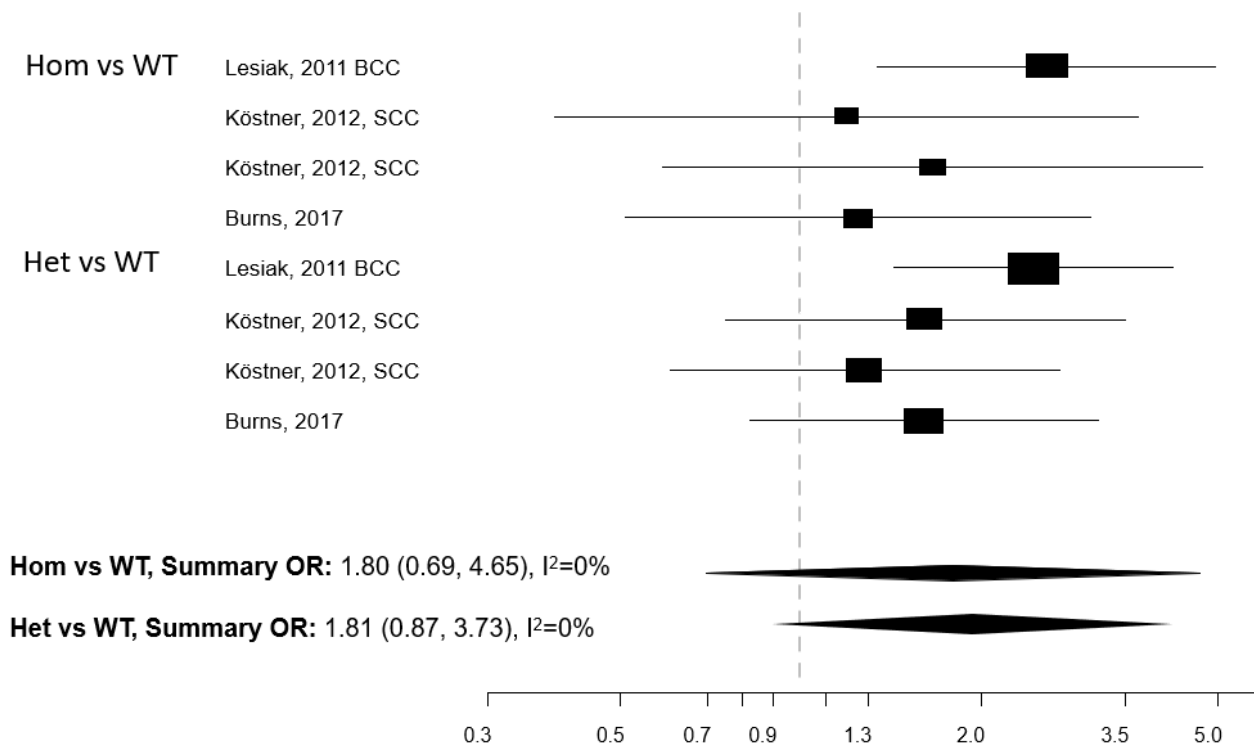 Hom vs WT Lesiak, 2011 BCC
Köstner, 2012, SCC
Köstner, 2012, SCC
Burns, 2017
Het vs WT Lesiak, 2011 BCC
Köstner, 2012, SCC
Köstner, 2012, SCC
Burns, 2017
Hom vs WT, Summary OR: 1.80 (0.69, 4.65), I²=0%
Het vs WT, Summary OR: 1.81 (0.87, 3.73), I²=0%
0.3 0.5 0.7 0.9 1.3 2.0 3.5 5.0